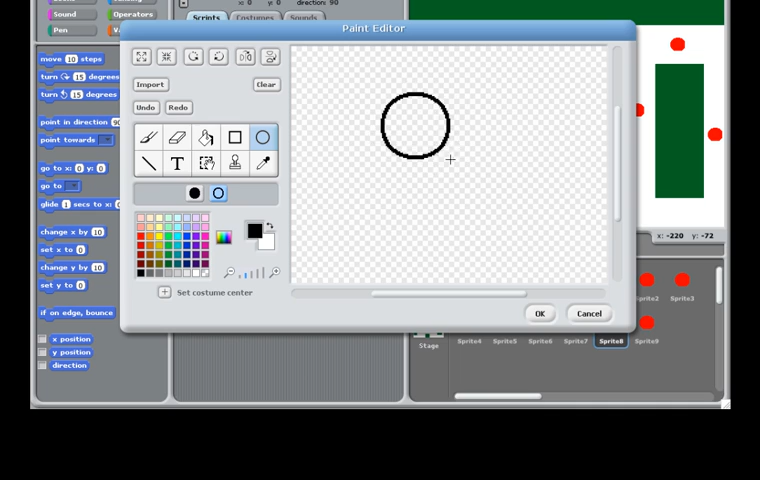 x: 0 y: 0 direction: 90
Sound
Operators
Pen
Scripts Costumes Sounds
Paint Editor
move 10 steps
turn 15 degrees
turn 15 degrees
point in direction 90
point towards
go to x: 0 y: 0
go to
glide 1 secs to x:
change x by 10
set x to 0
change y by 10
set y to 0
if on edge, bounce
x position
y position
direction
Import
Clear
Undo
Redo
T
Set costume center
OK
Cancel
x: -220 y: -72
Sprite2 Sprite3
Stage
Sprite4 Sprite5 Sprite6 Sprite7 Sprite8 Sprite9